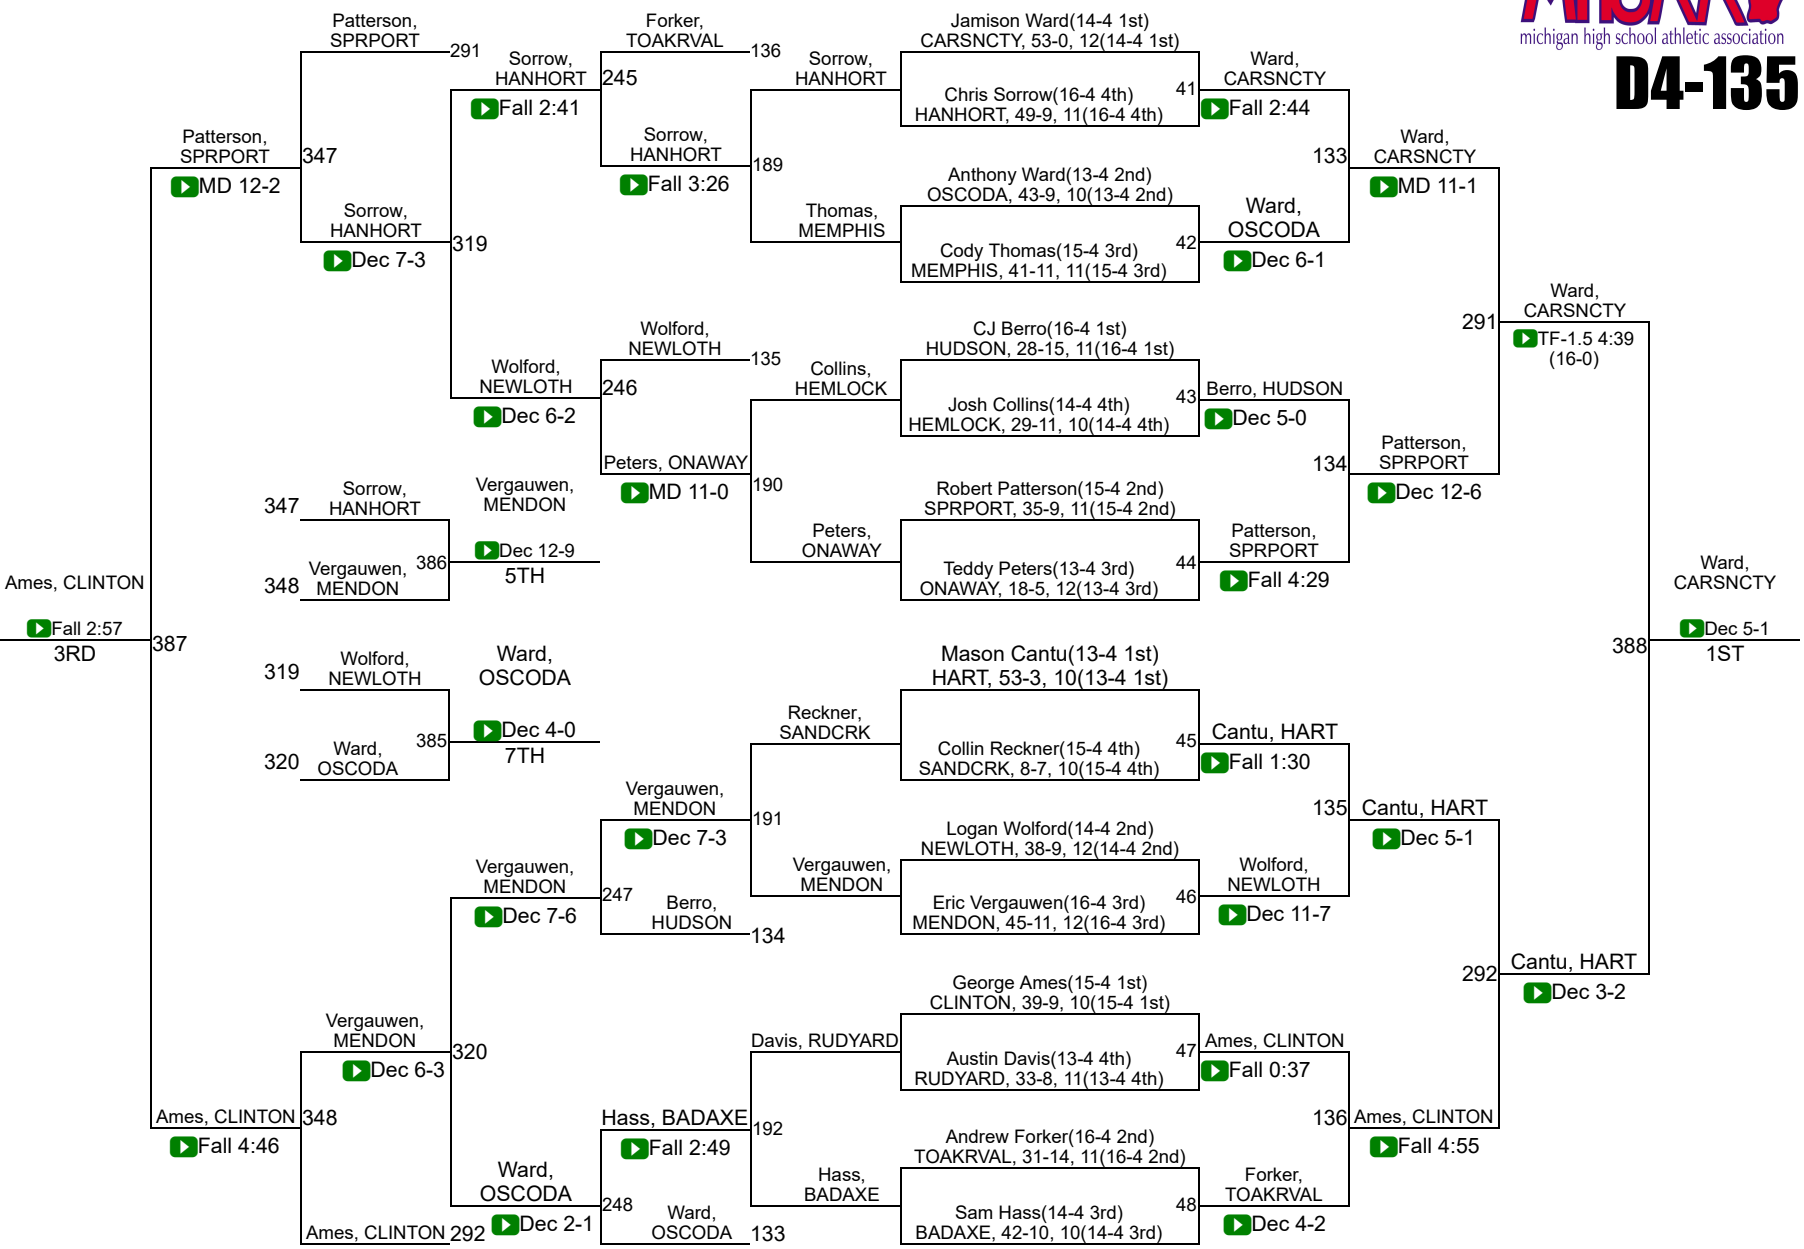 michigan high school athletic association
D4-135
Patterson,
SPRPORT
291
Sorrow,
HANHORT
Fall 2:41
Forker,
TOAKRVAL
136
245
Sorrow,
HANHORT
Jamison Ward(14-4 1st)
CARSNCTY, 53-0, 12(14-4 1st)
Chris Sorrow(16-4 4th)
HANHORT, 49-9, 11(16-4 4th)
41
Ward,
CARSNCTY
Fall 2:44
Patterson,
SPRPORT
MD 12-2
347
Sorrow,
HANHORT
Fall 3:26
189
Anthony Ward(13-4 2nd)
OSCODA, 43-9, 10(13-4 2nd)
133
Ward,
CARSNCTY
MD 11-1
Sorrow,
HANHORT
Dec 7-3
319
Thomas,
MEMPHIS
Cody Thomas(15-4 3rd)
MEMPHIS, 41-11, 11(15-4 3rd)
42
Ward,
OSCODA
Dec 6-1
Ward,
CARSNCTY
291
TF-1.5 4:39
(16-0)
Wolford,
NEWLOTH
135
Wolford,
NEWLOTH
Dec 6-2
246
Collins,
HEMLOCK
CJ Berro(16-4 1st)
HUDSON, 28-15, 11(16-4 1st)
Josh Collins(14-4 4th)
HEMLOCK, 29-11, 10(14-4 4th)
43
Berro, HUDSON
Dec 5-0
Peters, ONAWAY
MD 11-0
190
134
Patterson,
SPRPORT
Dec 12-6
347
Sorrow,
HANHORT
Vergauwen,
MENDON
Robert Patterson(15-4 2nd)
SPRPORT, 35-9, 11(15-4 2nd)
Peters,
ONAWAY
Teddy Peters(13-4 3rd)
ONAWAY, 18-5, 12(13-4 3rd)
44
Patterson,
SPRPORT
Fall 4:29
348
Vergauwen,
MENDON
386
Dec 12-9
5TH
Ames, CLINTON
Fall 2:57
3RD
387
Ward,
CARSNCTY
388
Dec 5-1
1ST
319
Wolford,
NEWLOTH
Ward,
OSCODA
320
Ward,
OSCODA
385
Dec 4-0
7TH
Reckner,
SANDCRK
Mason Cantu(13-4 1st)
HART, 53-3, 10(13-4 1st)
Collin Reckner(15-4 4th)
SANDCRK, 8-7, 10(15-4 4th)
45
Cantu, HART
Fall 1:30
Vergauwen,
MENDON
Dec 7-3
191
135
Cantu, HART
Dec 5-1
Vergauwen,
MENDON
Dec 7-6
247
Berro,
HUDSON
134
Vergauwen,
MENDON
Logan Wolford(14-4 2nd)
NEWLOTH, 38-9, 12(14-4 2nd)
Eric Vergauwen(16-4 3rd)
MENDON, 45-11, 12(16-4 3rd)
46
Wolford,
NEWLOTH
Dec 11-7
292
Cantu, HART
Dec 3-2
Vergauwen,
MENDON
Dec 6-3
320
Davis, RUDYARD
George Ames(15-4 1st)
CLINTON, 39-9, 10(15-4 1st)
Austin Davis(13-4 4th)
RUDYARD, 33-8, 11(13-4 4th)
47
Ames, CLINTON
Fall 0:37
Ames, CLINTON
Fall 4:46
348
Hass, BADAXE
Fall 2:49
192
136
Ames, CLINTON
Fall 4:55
Ames, CLINTON
292
Ward,
OSCODA
Dec 2-1
248
Ward,
OSCODA
133
Hass,
BADAXE
Andrew Forker(16-4 2nd)
TOAKRVAL, 31-14, 11(16-4 2nd)
Sam Hass(14-4 3rd)
BADAXE, 42-10, 10(14-4 3rd)
48
Forker,
TOAKRVAL
Dec 4-2